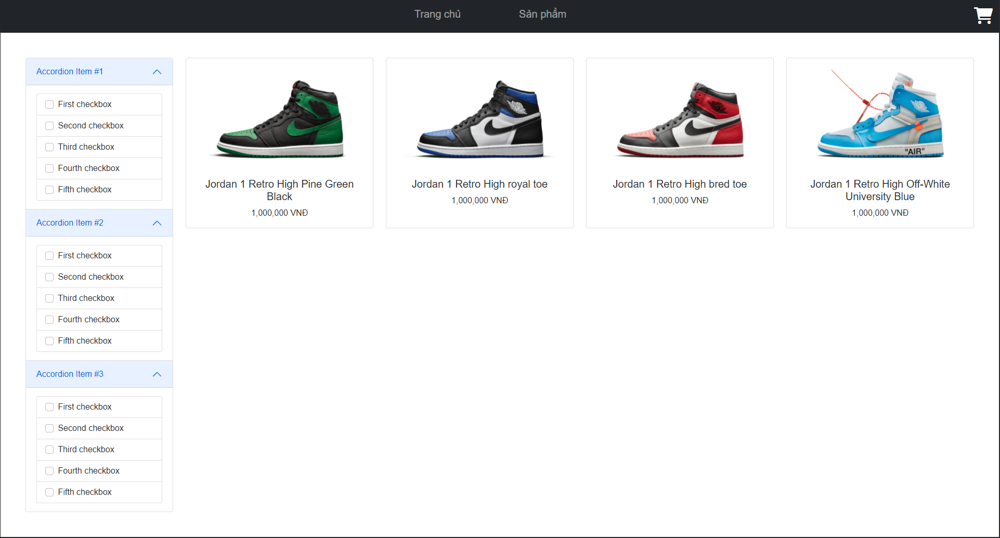 Trang chủ
Sản phẩm
Accordion Item #1
First checkbox
Second checkbox
Third checkbox
Fourth checkbox
Fifth checkbox
Accordion Item #2
First checkbox
Second checkbox
Third checkbox
Fourth checkbox
Fifth checkbox
Accordion Item #3
First checkbox
Second checkbox
Third checkbox
Fourth checkbox
Fifth checkbox
Jordan 1 Retro High Pine Green
Black
1,000,000 VNĐ
Jordan 1 Retro High royal toe
1,000,000 VNĐ
Jordan 1 Retro High bred toe
1,000,000 VNĐ
"AIR"
Jordan 1 Retro High Off-White
University Blue
1,000,000 VNĐ